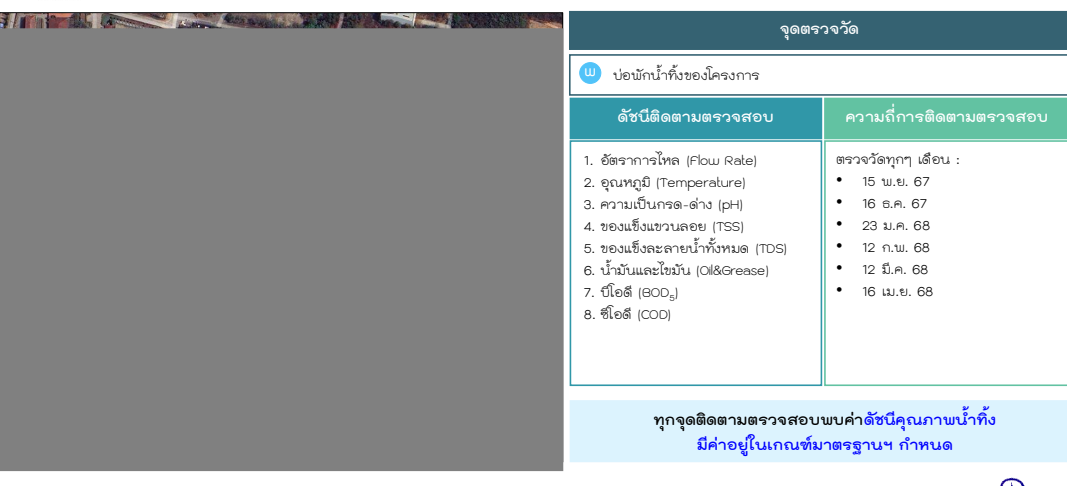 จุดตรวจวัด
W บ่อพักน้ำทิ้งของโครงการ
ดัชนีติดตามตรวจสอบ
1. อัตราการไหล (Flow Rate)
2. อุณหภูมิ (Temperature)
3. ความเป็นกรด-ด่าง (pH)
4. ของแข็งแขวนลอย (TSS)
5. ของแข็งละลายน้ำทั้งหมด (TDS)
6. น้ำมันและไขมัน (Oil&Grease)
7. บีโอดี (BOD5)
8. ซีโอดี (COD)
ความถี่การติดตามตรวจสอบ
ตรวจวัดทุกๆ เดือน :
• 15 พ.ย. 67
• 16 ธ.ค. 67
• 23 ม.ค. 68
• 12 ก.พ. 68
• 12 มี.ค. 68
• 16 เม.ย. 68
ทุกจุดติดตามตรวจสอบพบค่าดัชนีคุณภาพน้ำทิ้ง
มีค่าอยู่ในเกณฑ์มาตรฐานฯ กำหนด